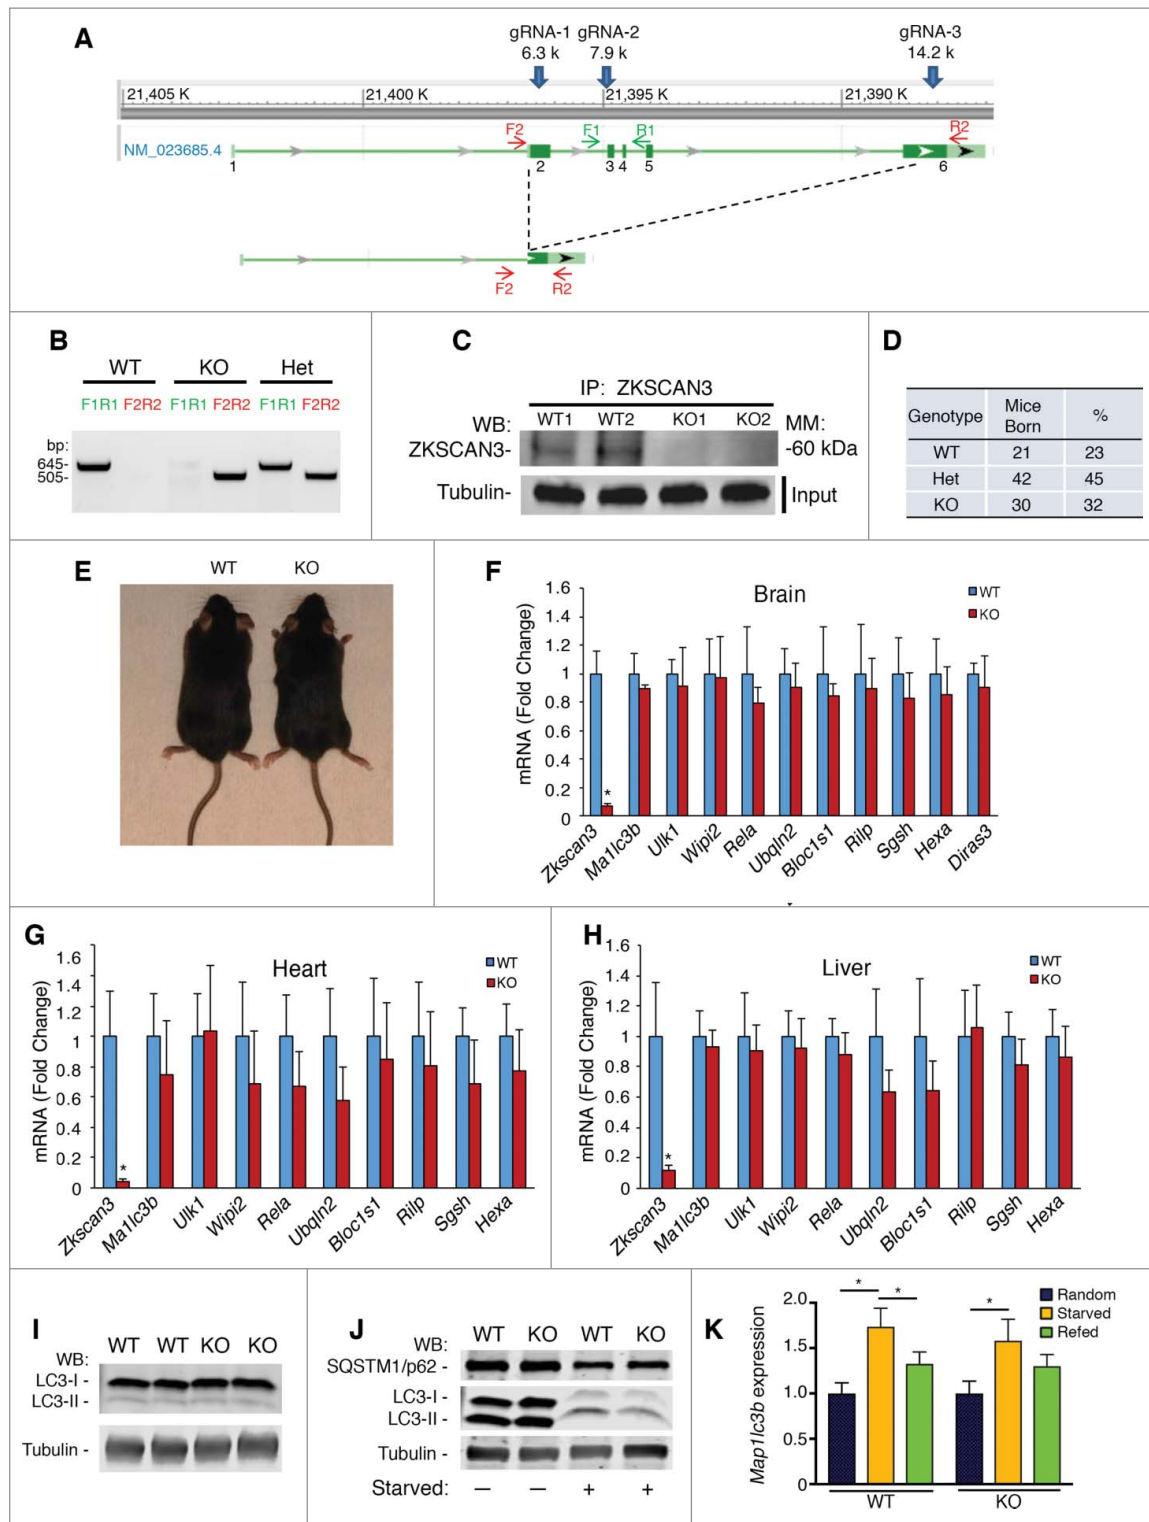 A
gRNA-1 gRNA-2 gRNA-3
6.3 k 7.9 k 14.2 k
21,405 K 21,400 K 21,395 K 21,390 K
F2 F1 R1 R2
NM_023685.4
1 2 3 4 5 6
F2 R2
B
WT KO Het
F1R1 F2R2 F1R1 F2R2 F1R1 F2R2
bp:
645-
505-
C
IP: ZKSCAN3
WB: WT1 WT2 KO1 KO2 MM:
ZKSCAN3- -60 kDa
Tubulin- Input
D
Genotype Mice Born %
WT 21 23
Het 42 45
KO 30 32
E
WT KO
F
Brain
WT
KO
mRNA (Fold Change)
1.6
1.4
1.2
1
0.8
0.6
0.4
0.2
0
*
Zkscan3 Ma1lc3b Ulk1 Wipi2 Rela Ubqln2 Bloc1s1 Rilp Sgsh Hexa Diras3
G
Heart
WT
KO
mRNA (Fold Change)
1.6
1.4
1.2
1
0.8
0.6
0.4
0.2
0
*
Zkscan3 Ma1lc3b Ulk1 Wipi2 Rela Ubqln2 Bloc1s1 Rilp Sgsh Hexa
H
Liver
WT
KO
mRNA (Fold Change)
1.6
1.4
1.2
1
0.8
0.6
0.4
0.2
0
*
Zkscan3 Ma1lc3b Ulk1 Wipi2 Rela Ubqln2 Bloc1s1 Rilp Sgsh Hexa
I
WT WT KO KO
WB:
LC3-I -
LC3-II -
Tubulin -
J
WT KO WT KO
WB:
SQSTM1/p62 -
LC3-I -
LC3-II -
Tubulin -
Starved: — — + +
K
Random
Starved
Refed
Map1lc3b expression
2.0
1.5
1.0
0.5
0
* * *
WT KO